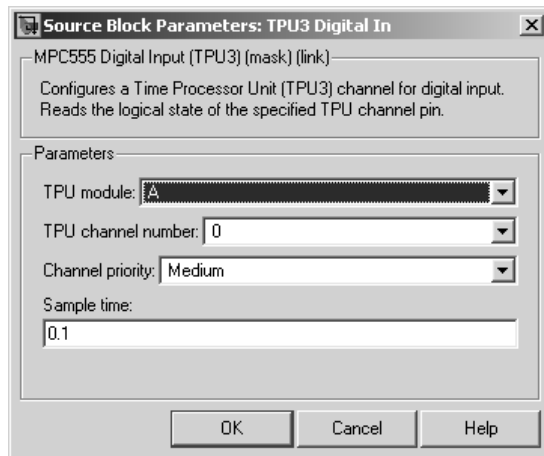 Source Block Parameters: TPU3 Digital In
MPC555 Digital Input (TPU3) (mask) (link)
Configures a Time Processor Unit (TPU3) channel for digital input.
Reads the logical state of the specified TPU channel pin.
Parameters
TPU module: A
TPU channel number: 0
Channel priority: Medium
Sample time:
0.1
OK Cancel Help